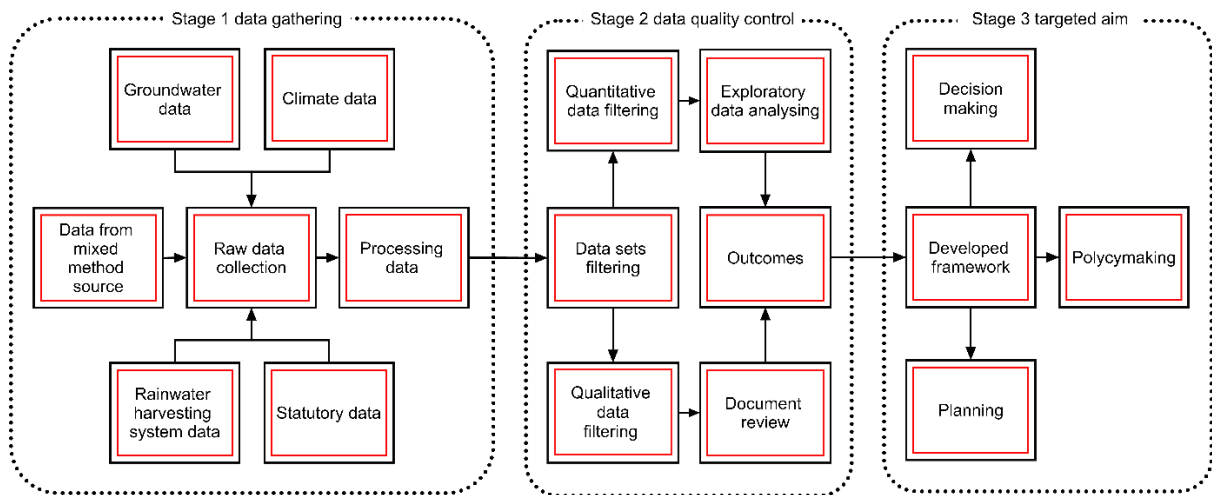 Stage 1 data gathering
Groundwater
data
Climate data
Data from
mixed
method
source
Raw data
collection
Processing
data
Rainwater
harvesting
system data
Statutory data
Stage 2 data quality control
Quantitative
data filtering
Exploratory
data analysing
Data sets
filtering
Outcomes
Qualitative
data
filtering
Document
review
Stage 3 targeted aim
Decision
making
Developed
framework
Polycymaking
Planning